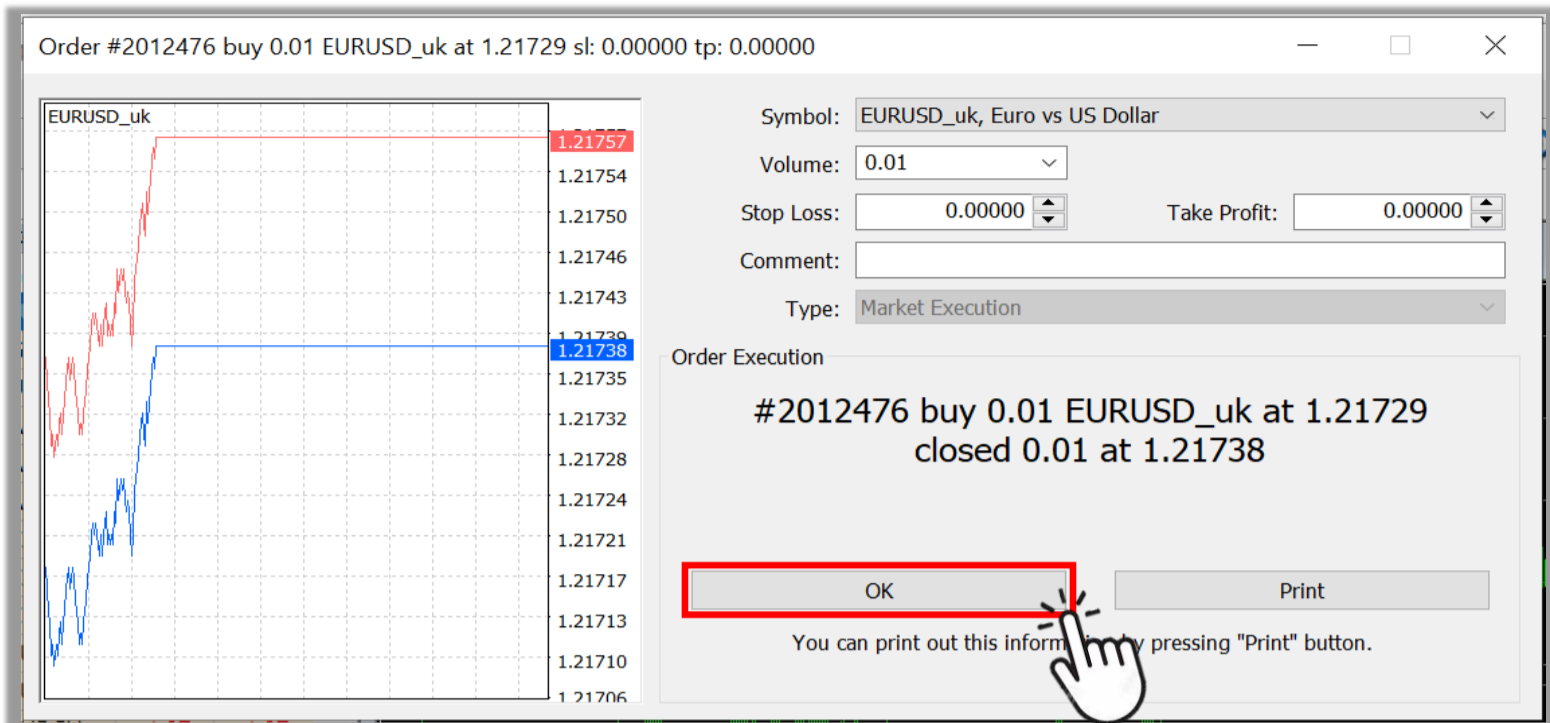 Order #2012476 buy 0.01 EURUSD_uk at 1.21729 sl: 0.00000 tp: 0.00000
EURUSD_uk
1.21757
1.21754
1.21750
1.21746
1.21743
1.21739
1.21738
1.21735
1.21732
1.21728
1.21724
1.21721
1.21717
1.21713
1.21710
1.21706
Symbol: EURUSD_uk, Euro vs US Dollar
Volume: 0.01
Stop Loss: 0.00000 Take Profit: 0.00000
Comment:
Type: Market Execution
Order Execution
#2012476 buy 0.01 EURUSD_uk at 1.21729
closed 0.01 at 1.21738
OK Print
You can print out this pressing "Print" button.